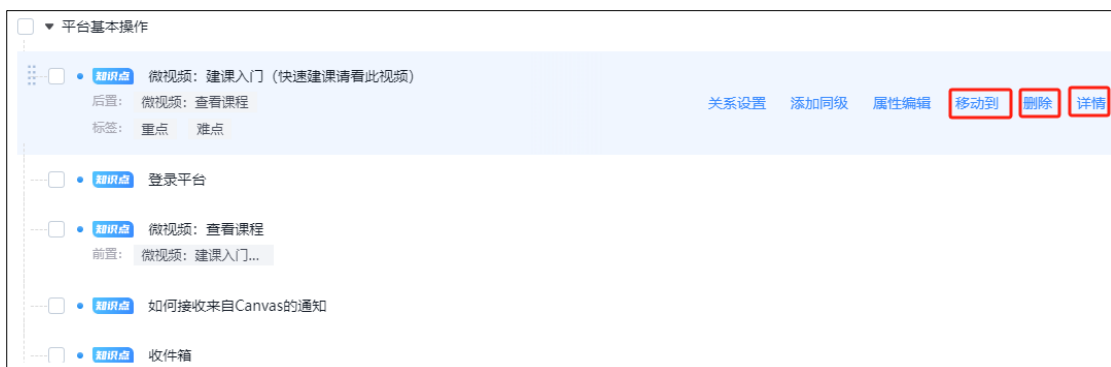 平台基本操作
知识点 微视频：建课入门（快速建课请看此视频）
后置： 微视频：查看课程
关系设置 添加同级 属性编辑 移动到 删除 详情
标签： 重点 难点
知识点 登录平台
知识点 微视频：查看课程
前置： 微视频：建课入门...
知识点 如何接收来自Canvas的通知
知识点 收件箱